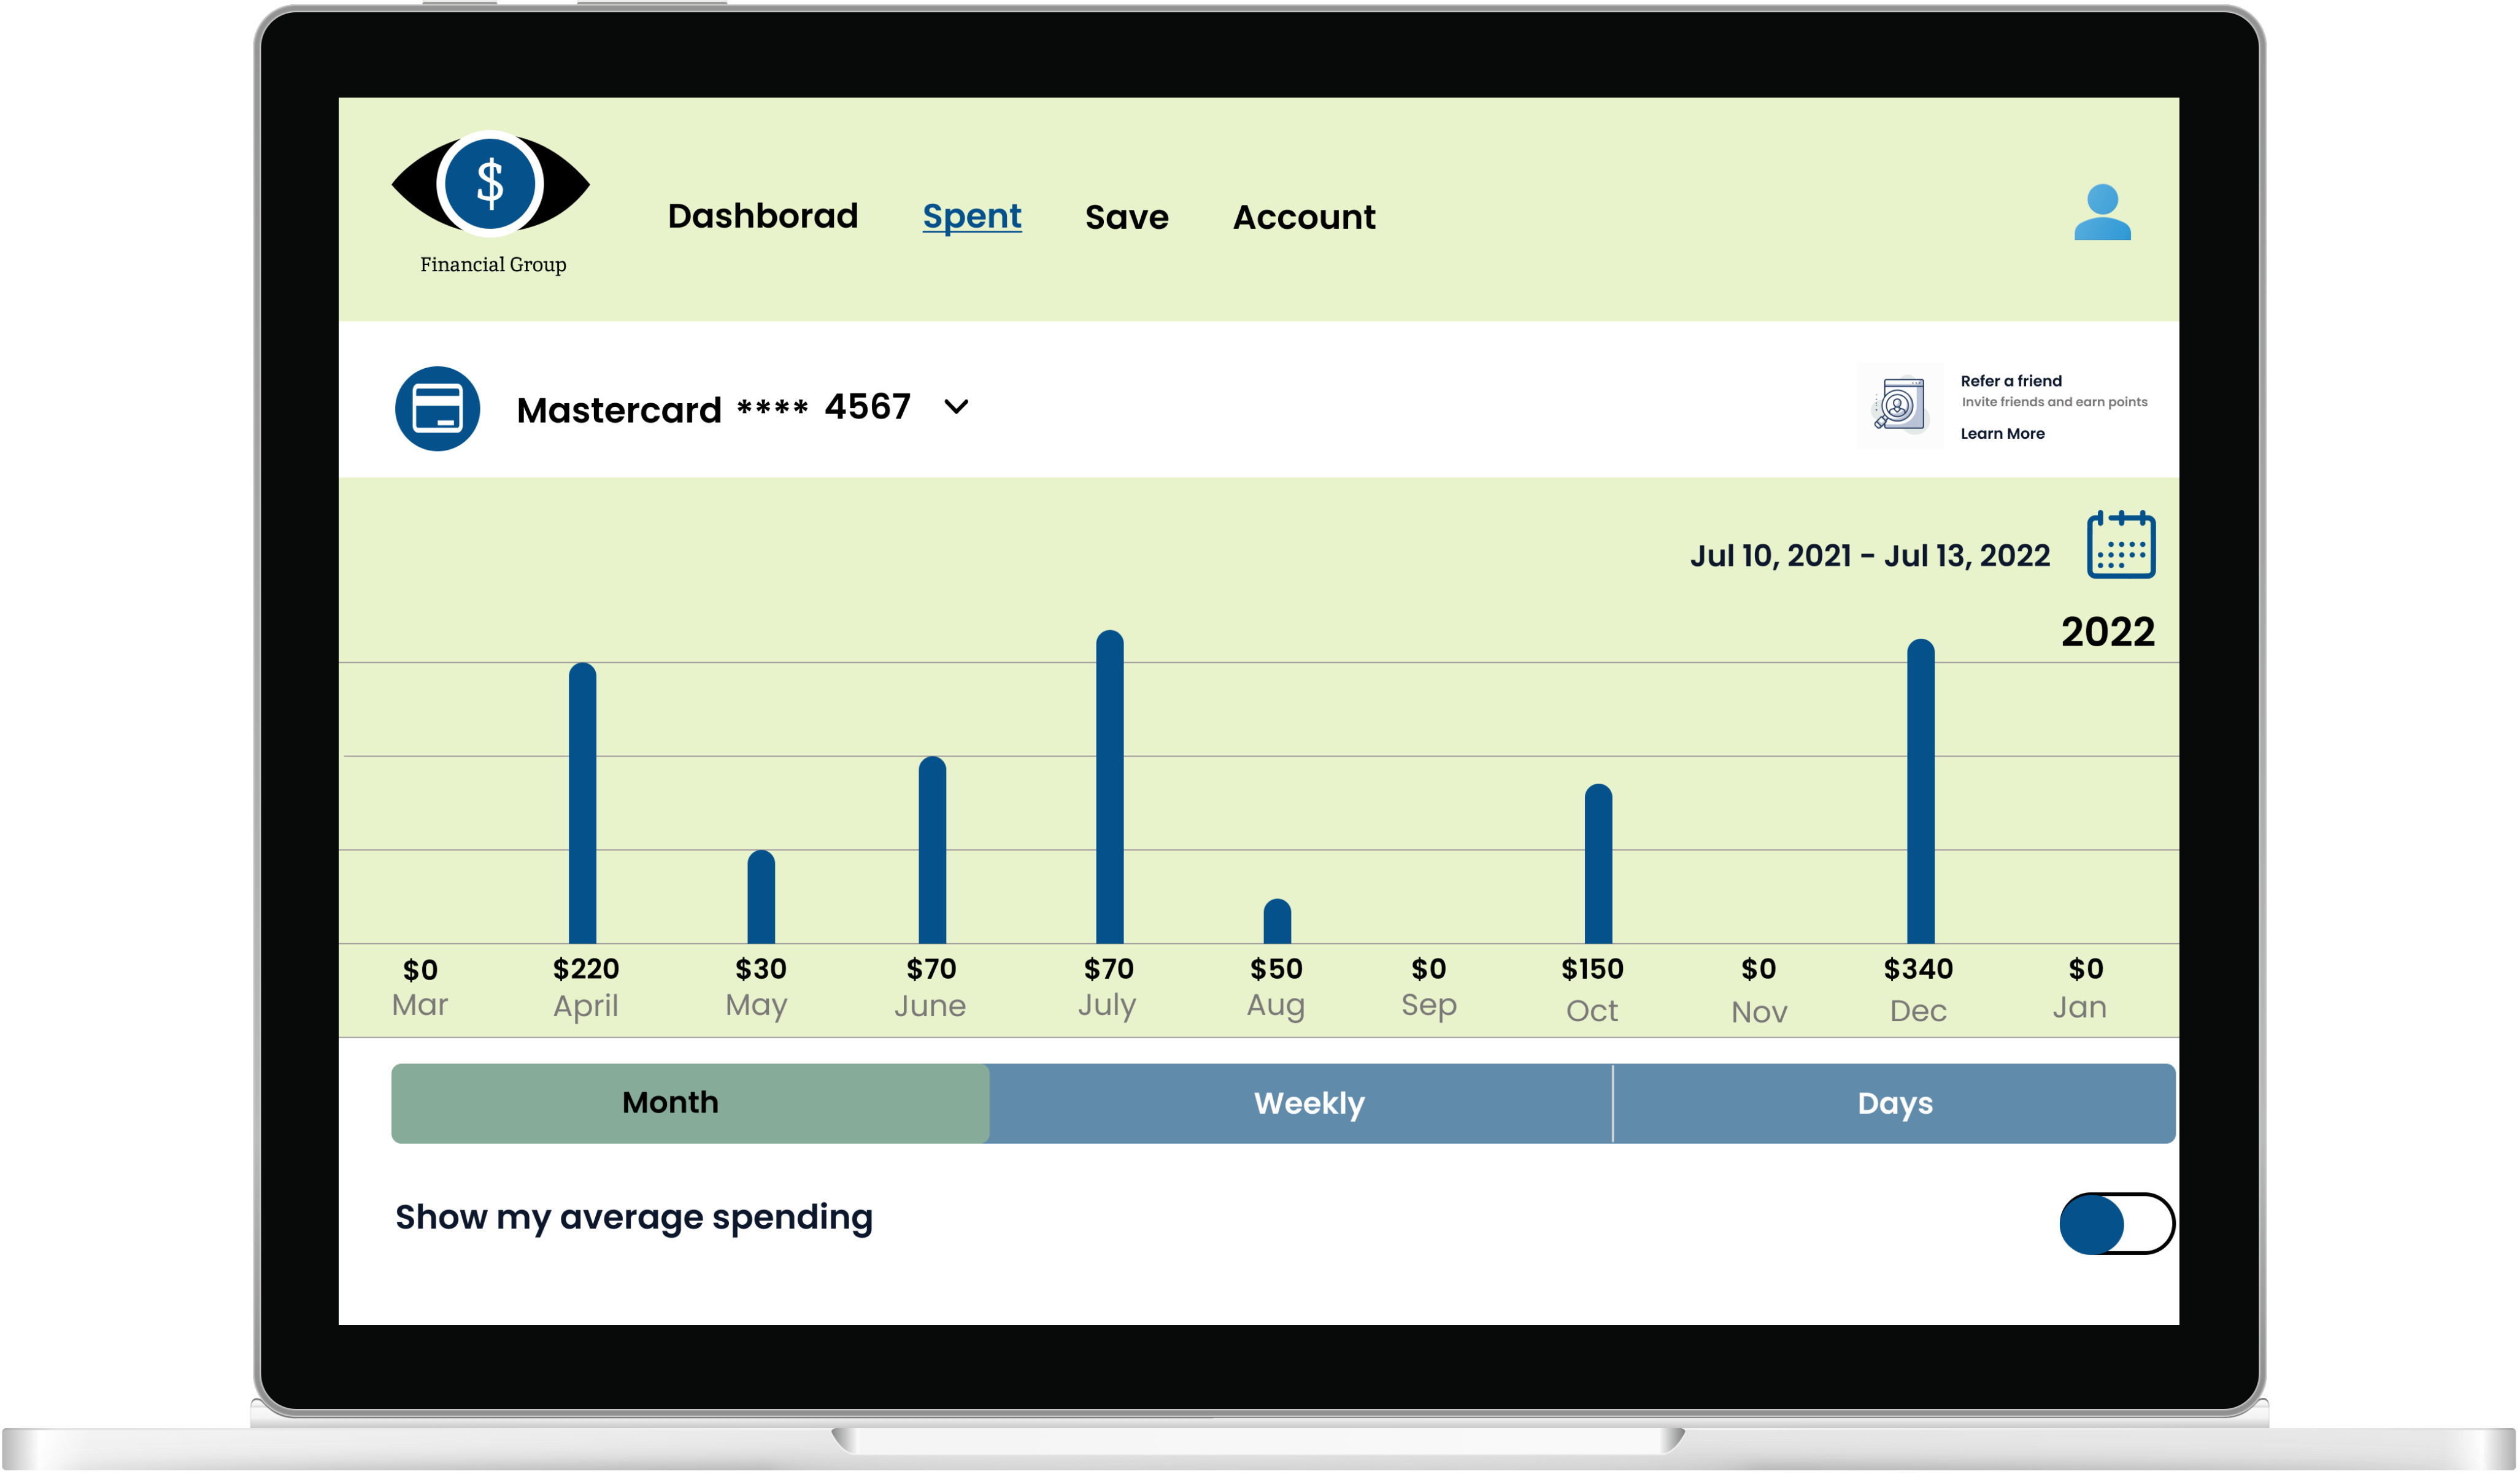 $
Financial Group
Dashborad Spent Save Account
Mastercard **** 4567
Refer a friend
Invite friends and earn points
Learn More
Jul 10, 2021 - Jul 13, 2022
2022
$0 $220 $30 $70 $70 $50 $0 $150 $0 $340 $0
Mar April May June July Aug Sep Oct Nov Dec Jan
Month Weekly Days
Show my average spending